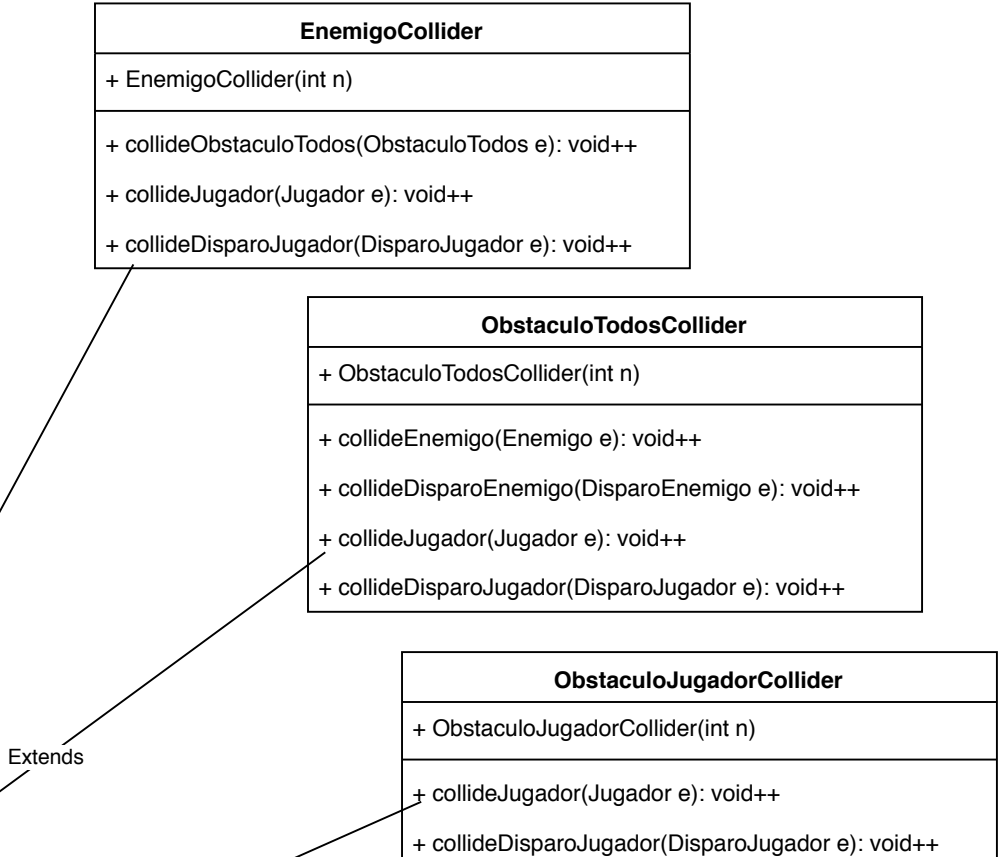 EnemigoCollider
+ EnemigoCollider(int n)
+ collideObstaculoTodos(ObstaculoTodos e): void++
+ collideJugador(Jugador e): void++
+ collideDisparoJugador(DisparoJugador e): void++
ObstaculoTodosCollider
+ ObstaculoTodosCollider(int n)
+ collideEnemigo(Enemigo e): void++
+ collideDisparoEnemigo(DisparoEnemigo e): void++
+ collideJugador(Jugador e): void++
+ collideDisparoJugador(DisparoJugador e): void++
ObstaculoJugadorCollider
+ ObstaculoJugadorCollider(int n)
Extends
+ collideJugador(Jugador e): void++
+ collideDisparoJugador(DisparoJugador e): void++